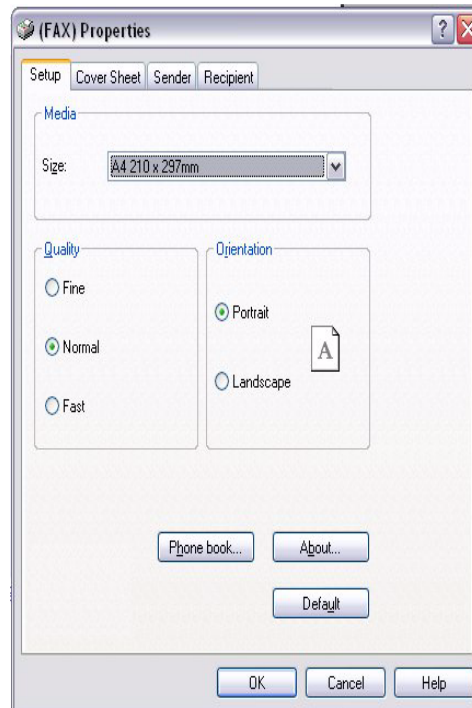 (FAX) Properties
Setup Cover Sheet Sender Recipient
Media
Size: A4 210 x 297mm
Quality Orientation
Fine
Portrait
Normal
A
Landscape
Fast
Phone book... About...
Default
OK Cancel Help